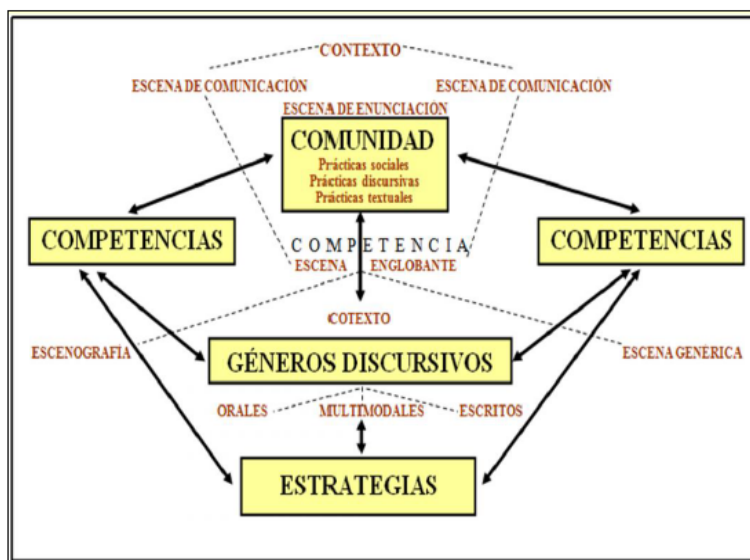 CONTEXTO
ESCENA DE COMUNICACIÓN
ESCENA DE COMUNICACIÓN
ESCENA DE ENUNCIACIÓN
COMUNIDAD
Prácticas sociales
Prácticas discursivas
Prácticas textuales
COMPETENCIAS
COMPETENCIAS
COMPETENCIA
ESCENA ENGLOBANTE
COTEXTO
ESCENOGRAFÍA
ESCENA GENÉRICA
GÉNEROS DISCURSIVOS
ORALES
MULTIMODALES
ESCRITOS
ESTRATEGIAS